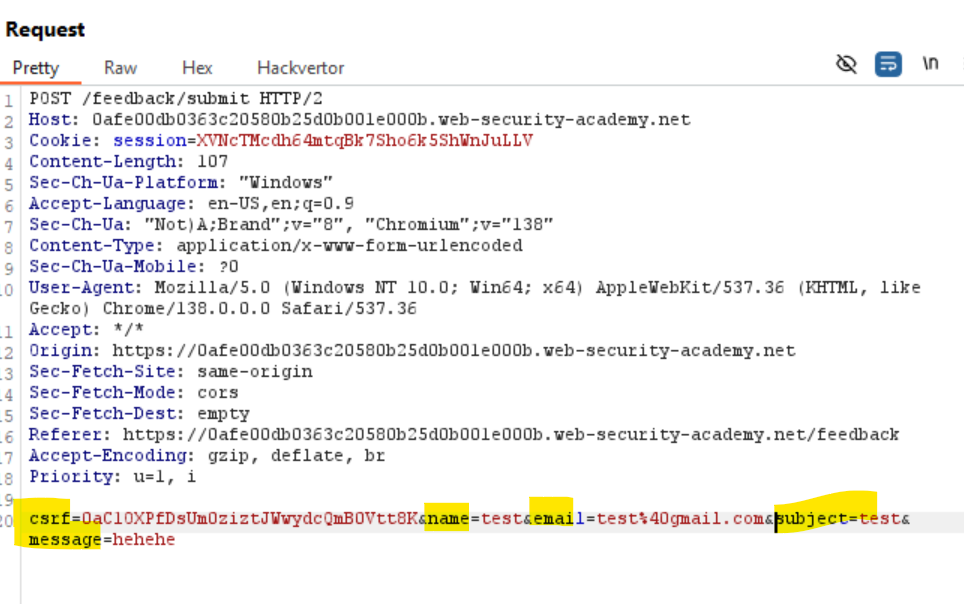 Request
Pretty Raw Hex Hackvertor \n
1 POST /feedback/submit HTTP/2
2 Host: 0afe00db0363c20580b25d0b001e000b.web-security-academy.net
3 Cookie: session=XVNcTMcdh64mtqBk7Sho6k5ShWnJuLLV
4 Content-Length: 107
5 Sec-Ch-Ua-Platform: "Windows"
6 Accept-Language: en-US,en;q=0.9
7 Sec-Ch-Ua: "Not)A;Brand";v="8", "Chromium";v="138"
8 Content-Type: application/x-www-form-urlencoded
9 Sec-Ch-Ua-Mobile: ?0
10 User-Agent: Mozilla/5.0 (Windows NT 10.0; Win64; x64) AppleWebKit/537.36 (KHTML, like
Gecko) Chrome/138.0.0.0 Safari/537.36
11 Accept: */*
12 Origin: https://0afe00db0363c20580b25d0b001e000b.web-security-academy.net
13 Sec-Fetch-Site: same-origin
14 Sec-Fetch-Mode: cors
15 Sec-Fetch-Dest: empty
16 Referer: https://0afe00db0363c20580b25d0b001e000b.web-security-academy.net/feedback
17 Accept-Encoding: gzip, deflate, br
18 Priority: u=1, i
19
20 csrf=0aC10XPfDsUm0ziztJWwydcQmB0Vtt8K&name=test&email=test%40gmail.com&subject=test&
message=hehehe